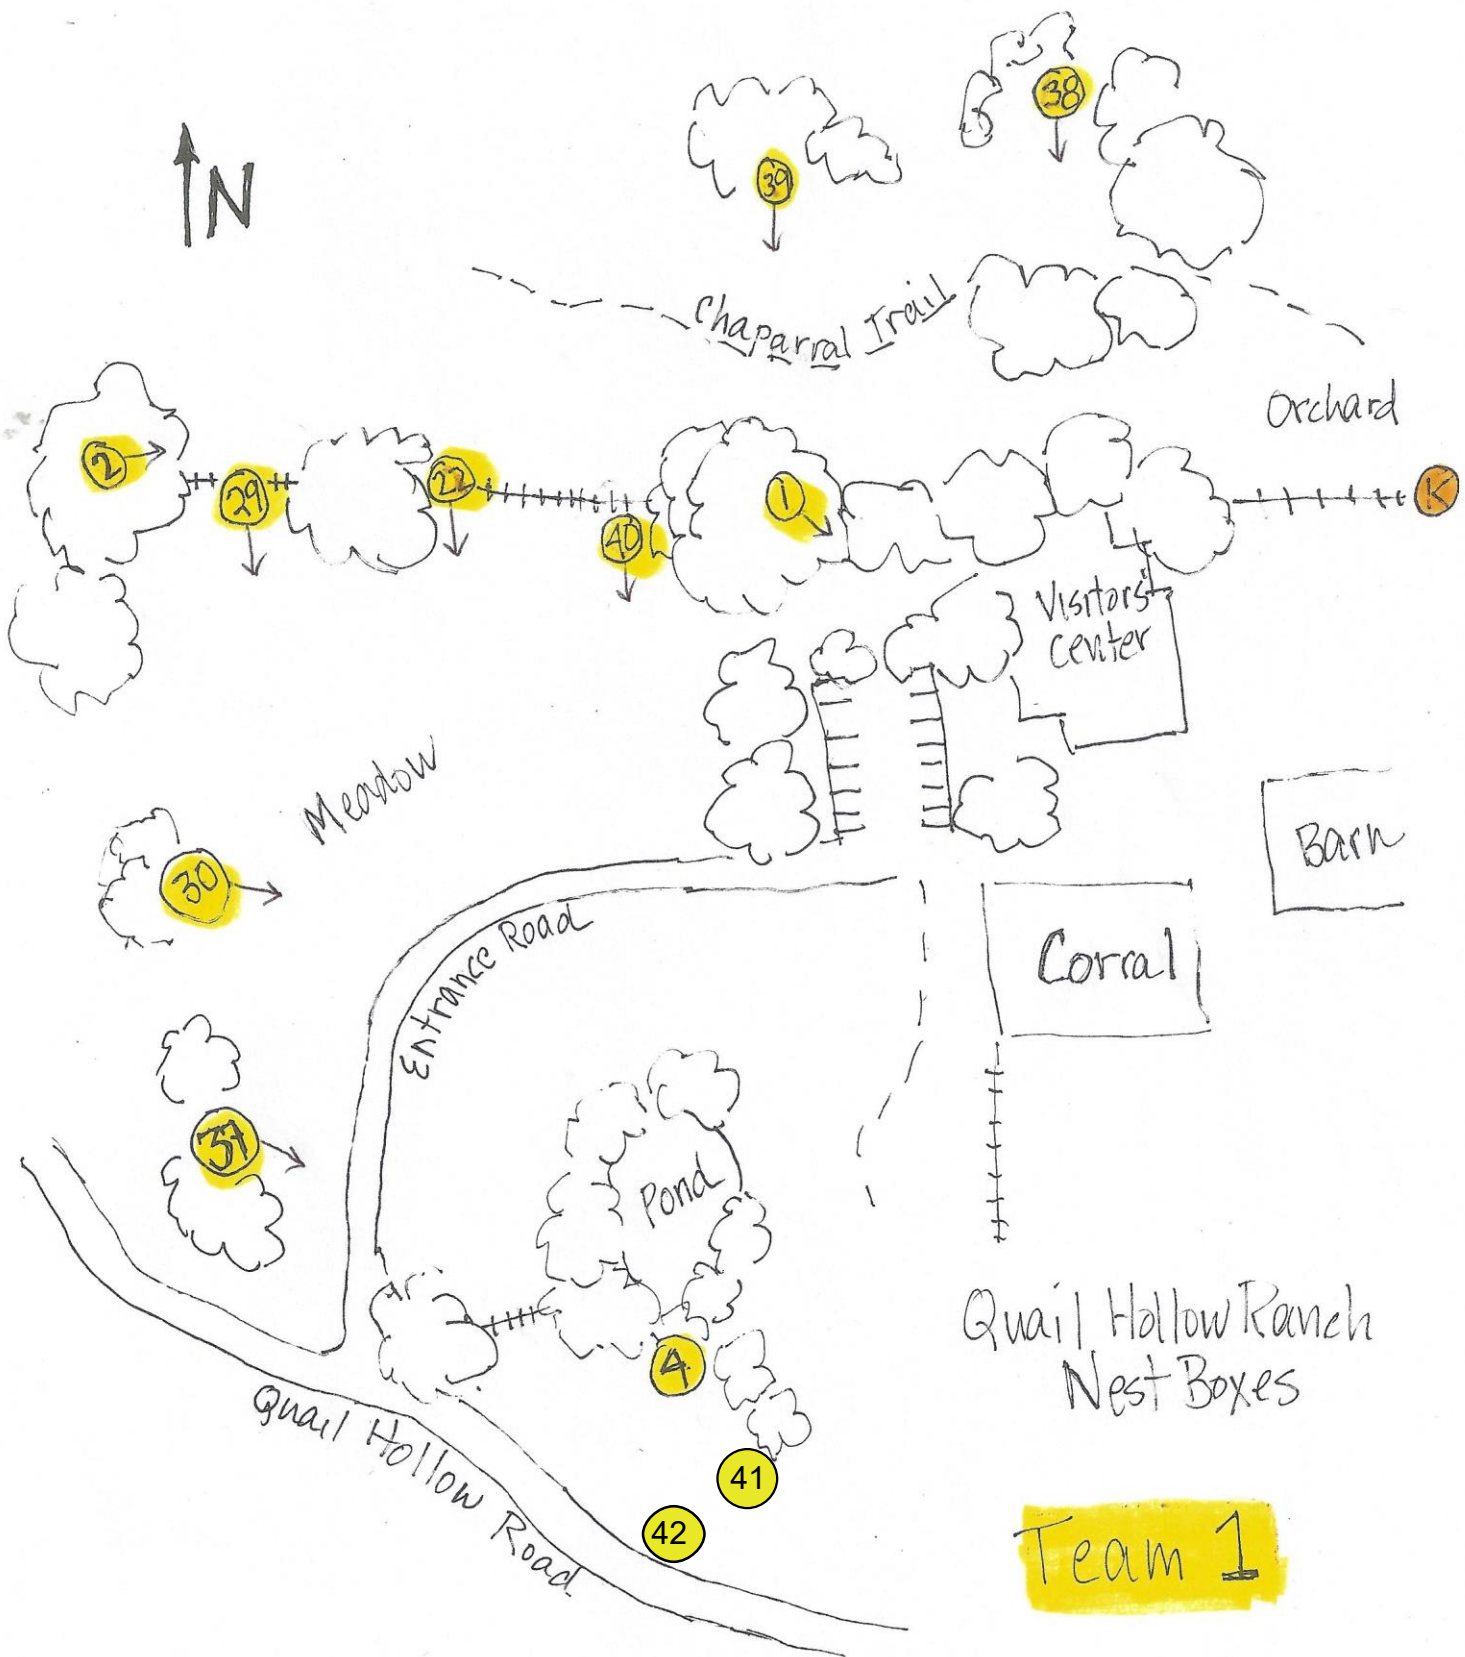 38
39
N
Chaparral Trail
Orchard
2
29
22
40
1
K
Visitors'
center
Meadow
Barn
30
Entrance Road
Corral
37
Pond
Quail Hollow Ranch
Nest Boxes
4
Quail Hollow Road
41
42
Team 1